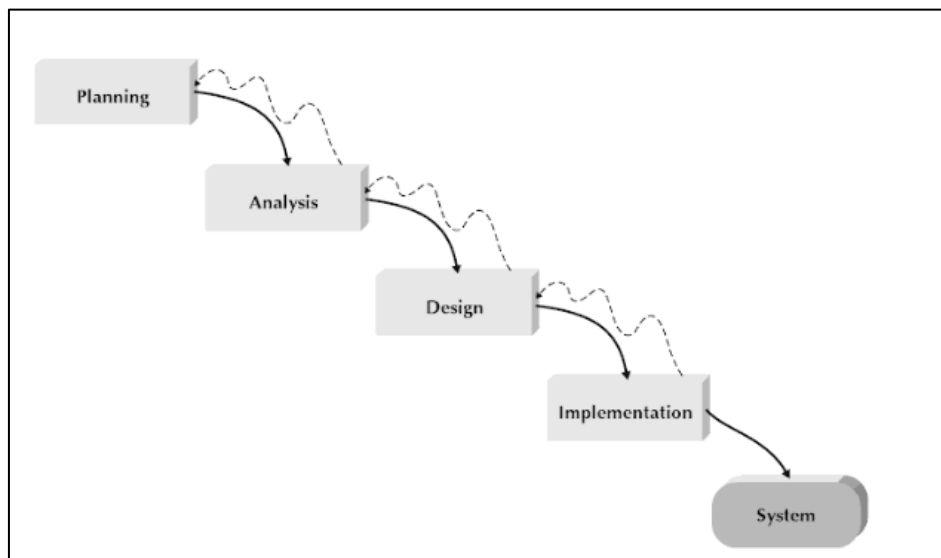 Planning
Analysis
Design
Implementation
System